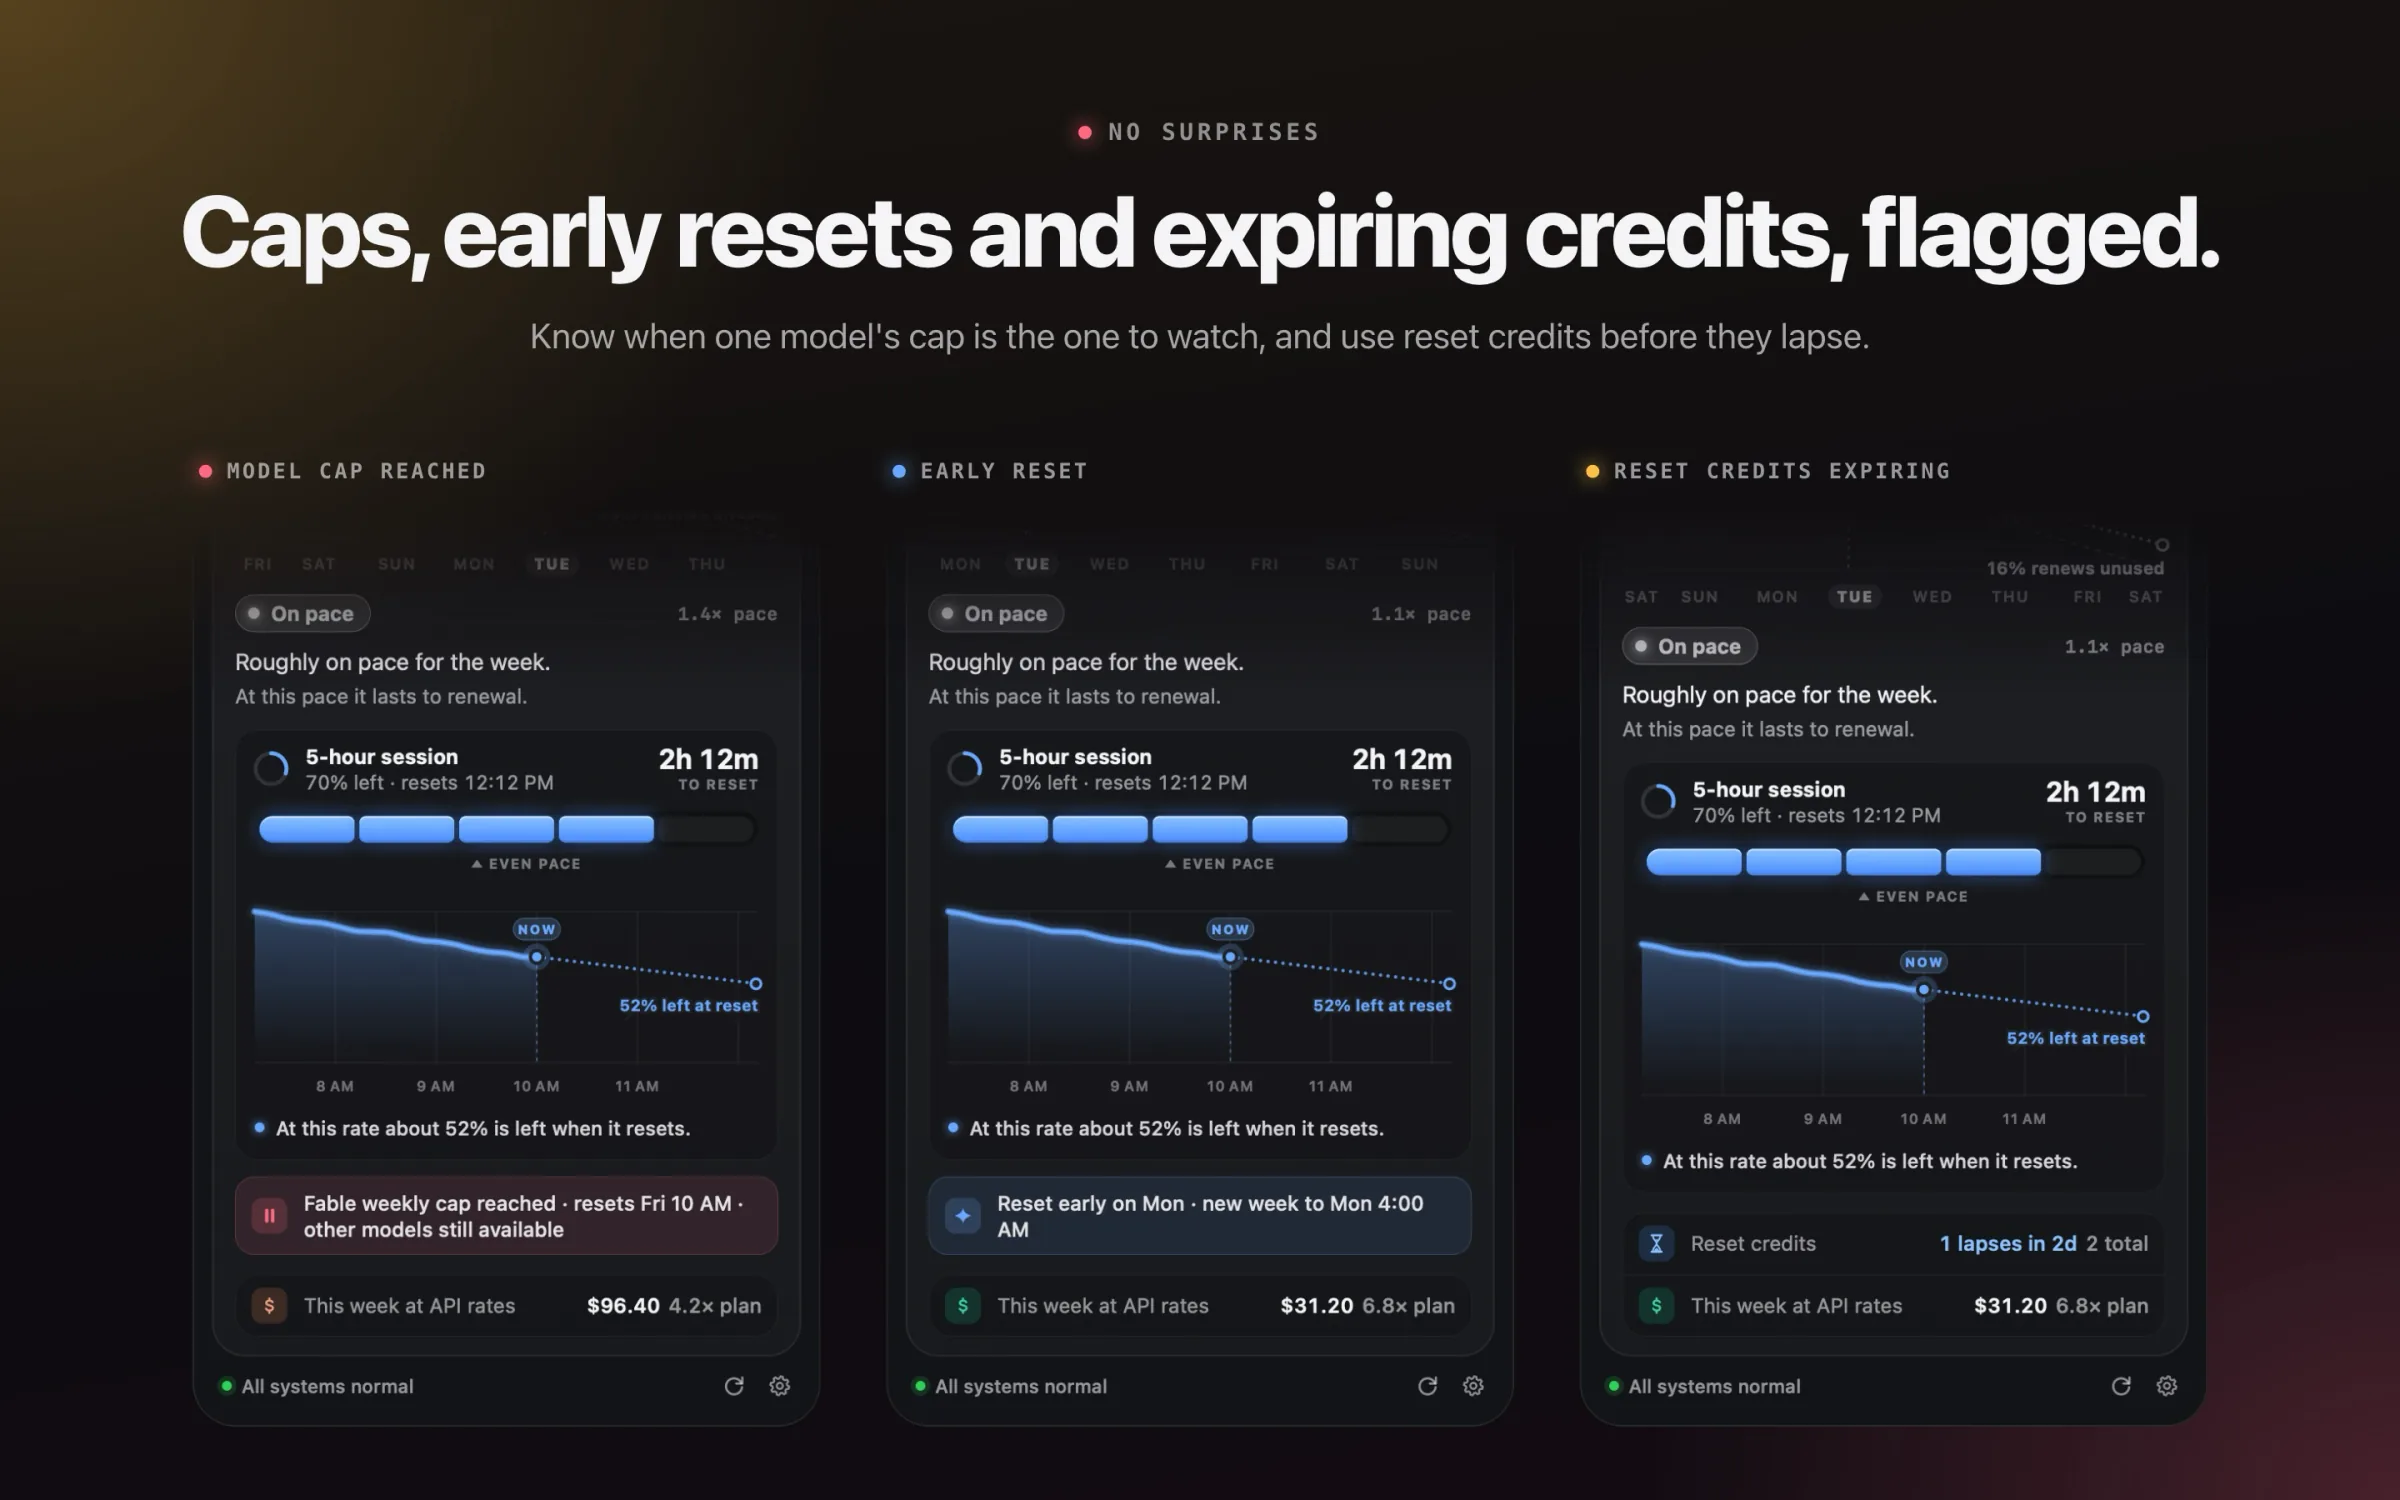 NO SURPRISES
Caps, early resets and expiring credits, flagged.
Know when one model's cap is the one to watch, and use reset credits before they lapse.
MODEL CAP REACHED
FRI SAT SUN MON TUE WED THU
On pace
1.4× pace
Roughly on pace for the week.
At this pace it lasts to renewal.
5-hour session
70% left · resets 12:12 PM
2h 12m
TO RESET
▲ EVEN PACE
NOW
52% left at reset
8 AM 9 AM 10 AM 11 AM
At this rate about 52% is left when it resets.
Fable weekly cap reached · resets Fri 10 AM ·
other models still available
$ This week at API rates $96.40 4.2× plan
All systems normal
EARLY RESET
MON TUE WED THU FRI SAT SUN
On pace
1.1× pace
Roughly on pace for the week.
At this pace it lasts to renewal.
5-hour session
70% left · resets 12:12 PM
2h 12m
TO RESET
▲ EVEN PACE
NOW
52% left at reset
8 AM 9 AM 10 AM 11 AM
At this rate about 52% is left when it resets.
Reset early on Mon · new week to Mon 4:00
AM
$ This week at API rates $31.20 6.8× plan
All systems normal
RESET CREDITS EXPIRING
16% renews unused
SAT SUN MON TUE WED THU FRI SAT
On pace
1.1× pace
Roughly on pace for the week.
At this pace it lasts to renewal.
5-hour session
70% left · resets 12:12 PM
2h 12m
TO RESET
▲ EVEN PACE
NOW
52% left at reset
8 AM 9 AM 10 AM 11 AM
At this rate about 52% is left when it resets.
Reset credits 1 lapses in 2d 2 total
$ This week at API rates $31.20 6.8× plan
All systems normal